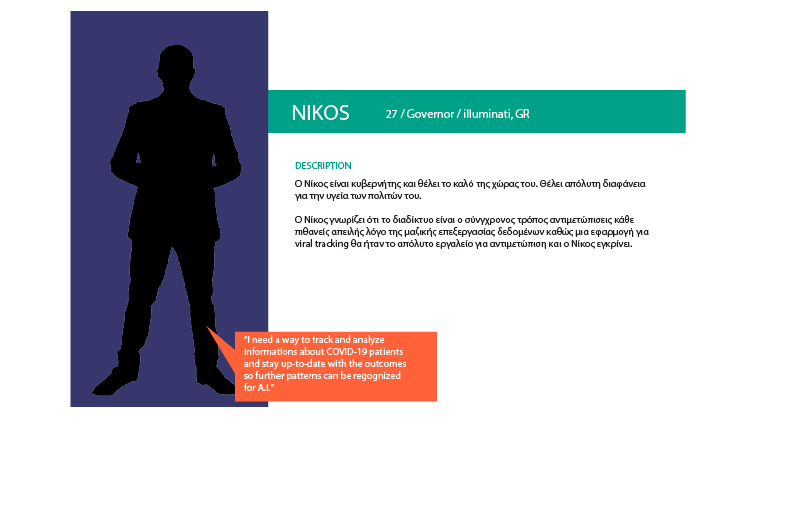 NIKOS
27 / Governor / illuminati, GR
DESCRIPTION
Ο Νίκος είναι κυβερνήτης και θέλει το καλό της χώρας του. Θέλει απόλυτη διαφάνεια
για την υγεία των πολιτών του.
Ο Νίκος γνωρίζει ότι το διαδίκτυο είναι ο σύνγχρονος τρόπος αντιμετώπισεις κάθε
πιθανείς απειλής λόγο της μαζικής επεξεργασίας δεδομένων καθώς μια εφαρμογή για
viral tracking θα ήταν το απόλυτο εργαλείο για αντιμετώπιση και ο Νίκος εγκρίνει.
"I need a way to track and analyze
informations about COVID-19 patients
and stay up-to-date with the outcomes
so further patterns can be regognized
for A.I."